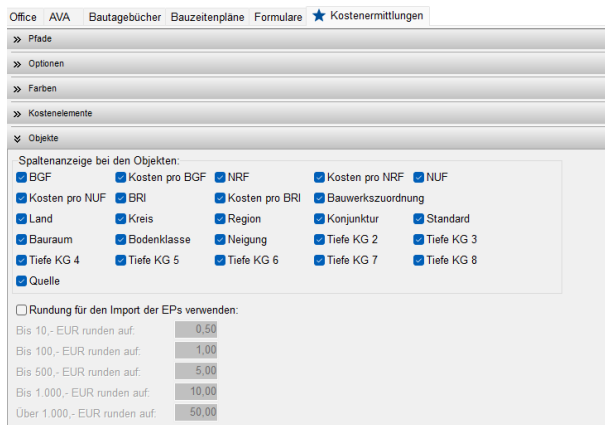 Office AVA Bautagebücher Bauzeitenpläne Formulare Kostenermittlungen
Pfade
Optionen
Farben
Kostenelemente
Objekte
Spaltenanzeige bei den Objekten:
BGF Kosten pro BGF NRF Kosten pro NRF NUF
Kosten pro NUF BRI Kosten pro BRI Bauwerkszuordnung
Land Kreis Region Konjunktur Standard
Bauraum Bodenklasse Neigung Tiefe KG 2 Tiefe KG 3
Tiefe KG 4 Tiefe KG 5 Tiefe KG 6 Tiefe KG 7 Tiefe KG 8
Quelle
Rundung für den Import der EPs verwenden:
Bis 10,- EUR runden auf: 0,50
Bis 100,- EUR runden auf: 1,00
Bis 500,- EUR runden auf: 5,00
Bis 1.000,- EUR runden auf: 10,00
Über 1.000,- EUR runden auf: 50,00